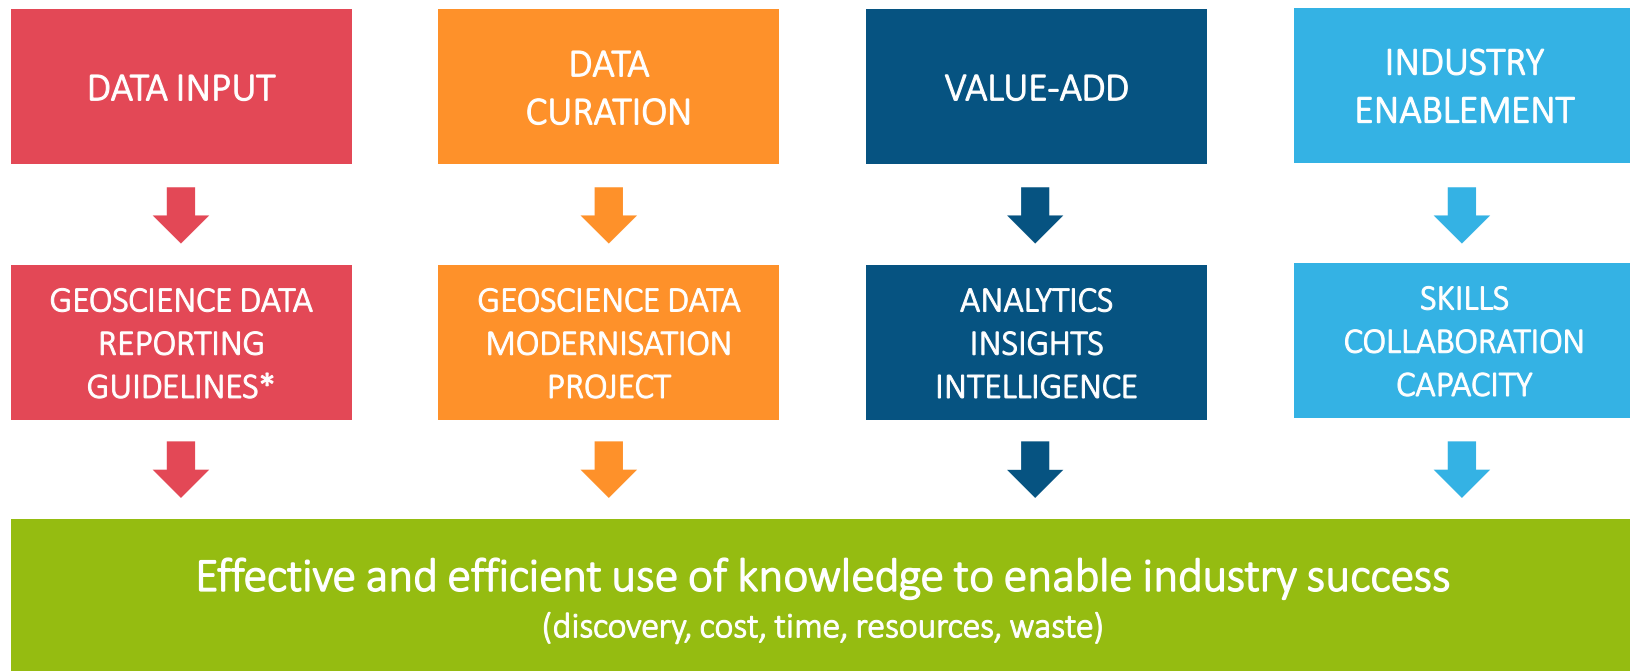 DATA INPUT
DATA
CURATION
VALUE-ADD
INDUSTRY
ENABLEMENT
GEOSCIENCE DATA
REPORTING
GUIDELINES*
GEOSCIENCE DATA
MODERNISATION
PROJECT
ANALYTICS
INSIGHTS
INTELLIGENCE
SKILLS
COLLABORATION
CAPACITY
Effective and efficient use of knowledge to enable industry success
(discovery, cost, time, resources, waste)